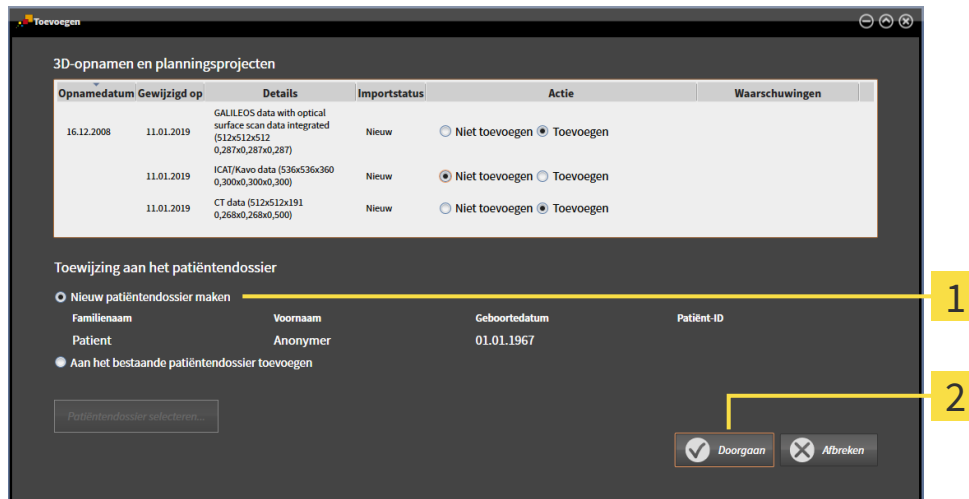 Toevoegen
3D-opnamen en planningsprojecten
Opnamedatum Gewijzigd op Details Importstatus Actie Waarschuwingen
GALILEOS data with optical
surface scan data integrated
(512x512x512
0,287x0,287x0,287)
16.12.2008 11.01.2019 Nieuw Niet toevoegen Toevoegen
ICAT/Kavo data (536x536x360
0,300x0,300x0,300)
11.01.2019 Nieuw Niet toevoegen Toevoegen
CT data (512x512x191
0,268x0,268x0,500)
11.01.2019 Nieuw Niet toevoegen Toevoegen
Toewijzing aan het patiëntendossier
Nieuw patiëntendossier maken
1
Familienaam Voornaam Geboortedatum Patiënt-ID
Patient Anonymer 01.01.1967
Aan het bestaande patiëntendossier toevoegen
2
Patiëntendossier selecteren...
Doorgaan Afbreken